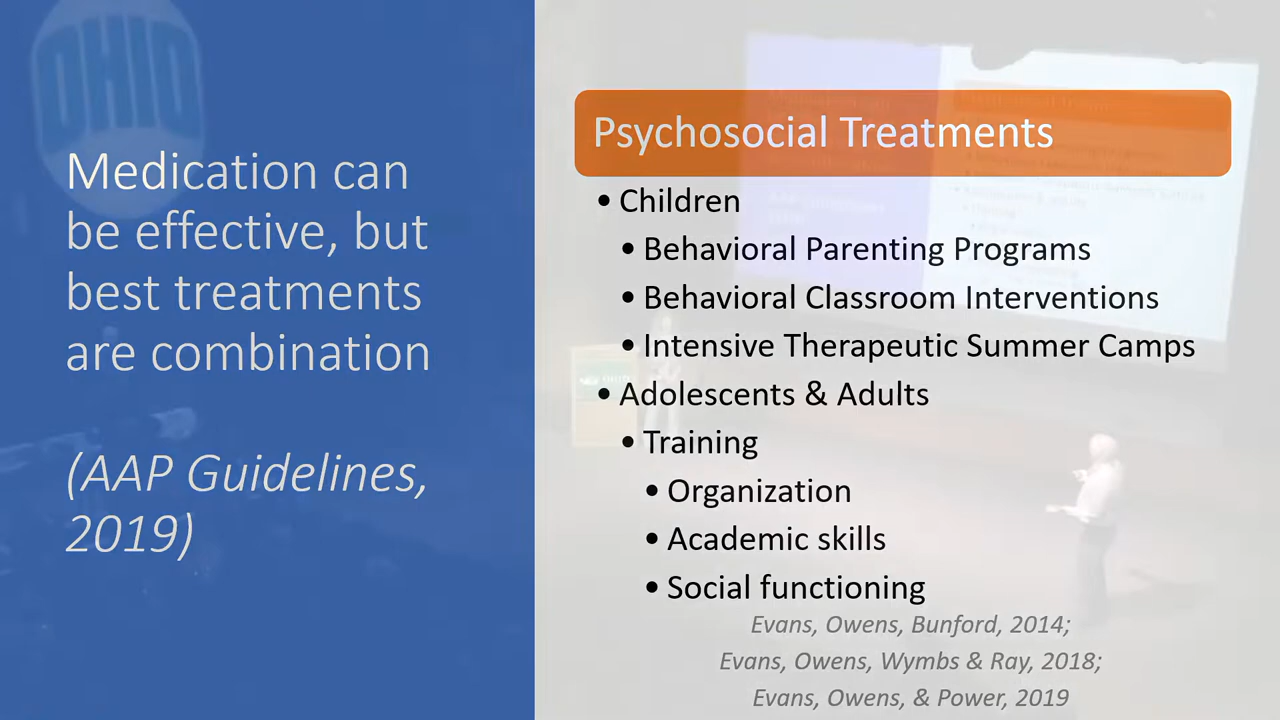 OHIO
Medication can
be effective, but
best treatments
are combination
(AAP Guidelines,
2019)
Psychosocial Treatments
• Children
• Behavioral Parenting Programs
• Behavioral Classroom Interventions
• Intensive Therapeutic Summer Camps
• Adolescents & Adults
• Training
• Organization
• Academic skills
• Social functioning
Evans, Owens, Bunford, 2014;
Evans, Owens, Wymbs & Ray, 2018;
Evans, Owens, & Power, 2019